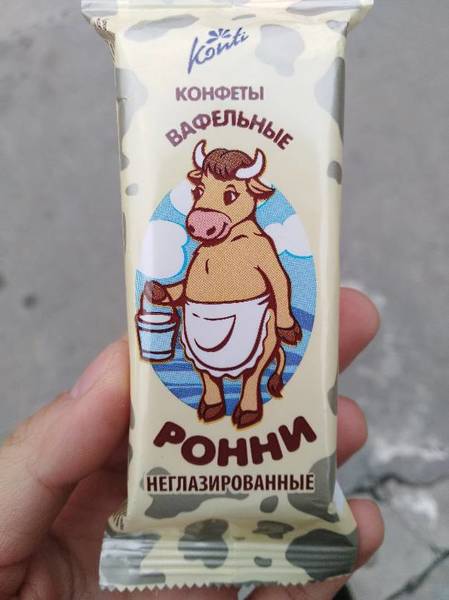 Konti
КОНФЕТЫ
ВАФЕЛЬНЫЕ
РОННИ
НЕГЛАЗИРОВАННЫЕ